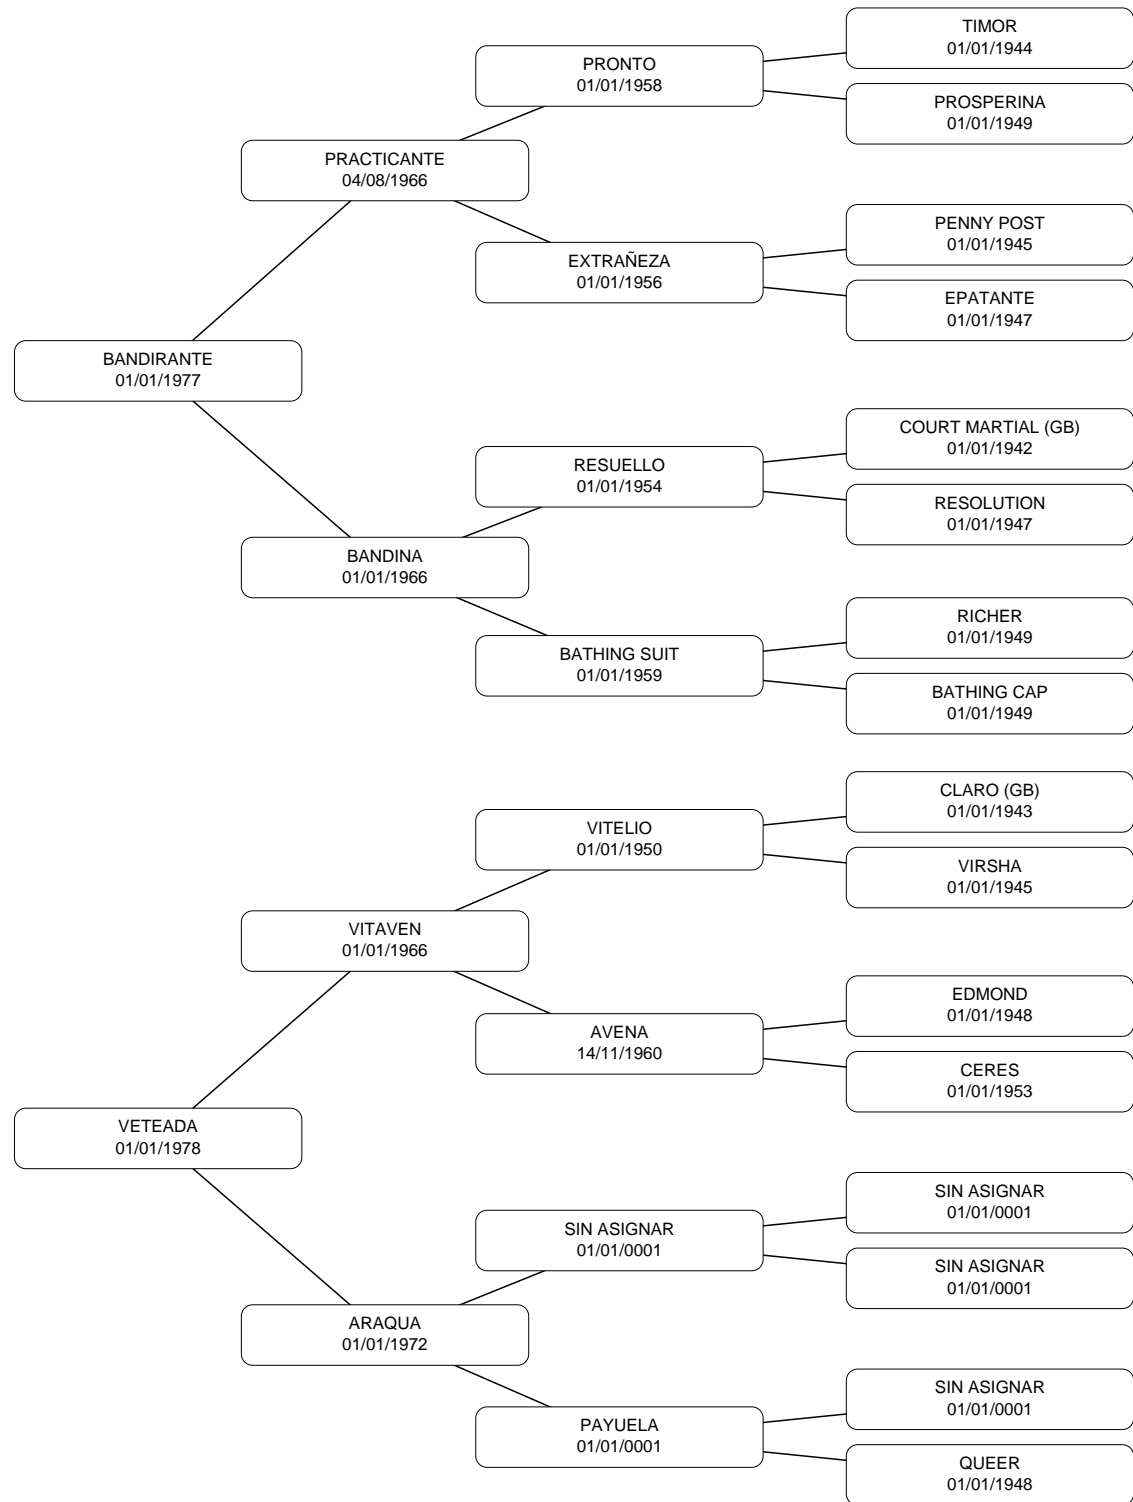 TIMOR
01/01/1944
PRONTO
01/01/1958
PROSPERINA
01/01/1949
PRACTICANTE
04/08/1966
PENNY POST
01/01/1945
EXTRAÑEZA
01/01/1956
EPATANTE
01/01/1947
BANDIRANTE
01/01/1977
COURT MARTIAL (GB)
01/01/1942
RESUELLO
01/01/1954
RESOLUTION
01/01/1947
BANDINA
01/01/1966
RICHER
01/01/1949
BATHING SUIT
01/01/1959
BATHING CAP
01/01/1949
CLARO (GB)
01/01/1943
VITELIO
01/01/1950
VIRSHA
01/01/1945
VITAVEN
01/01/1966
EDMOND
01/01/1948
AVENA
14/11/1960
CERES
01/01/1953
VETEADA
01/01/1978
SIN ASIGNAR
01/01/0001
SIN ASIGNAR
01/01/0001
SIN ASIGNAR
01/01/0001
ARAQUA
01/01/1972
SIN ASIGNAR
01/01/0001
PAYUELA
01/01/0001
QUEER
01/01/1948